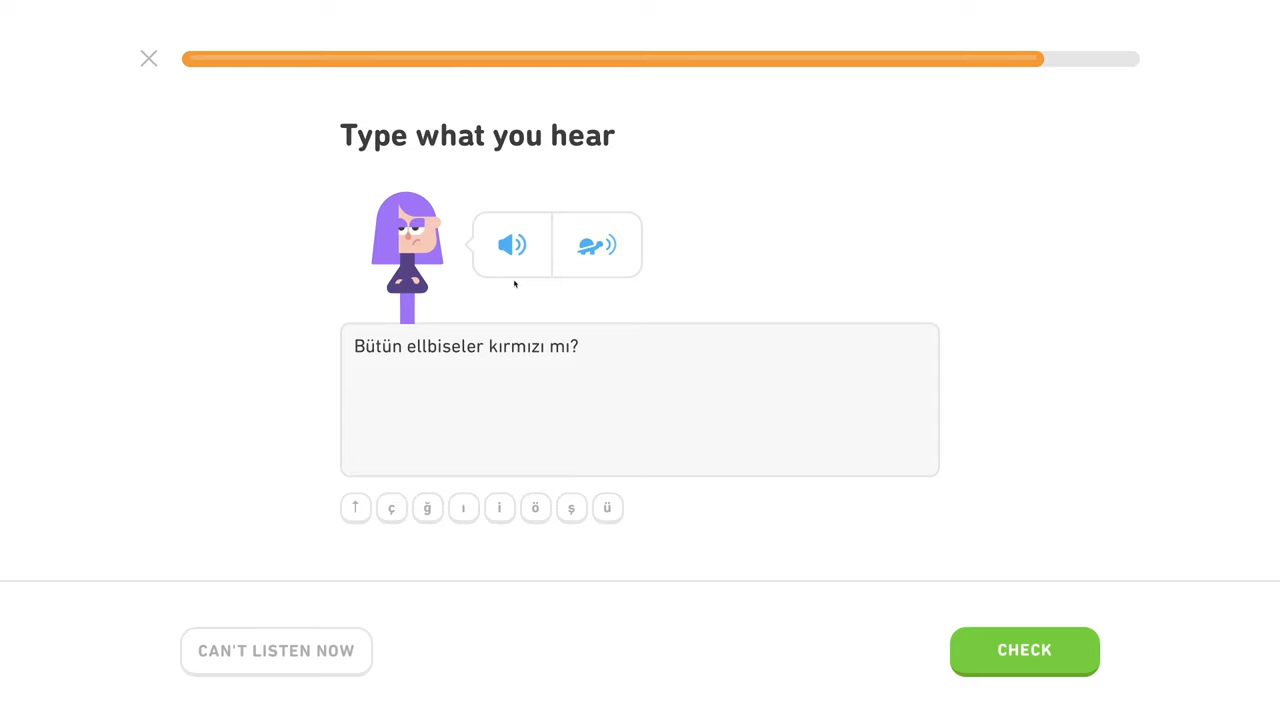 Type what you hear
Bütün ellbiseler kırmızı mı?
↑ ç ğ ı i ö ş ü
CAN'T LISTEN NOW
CHECK